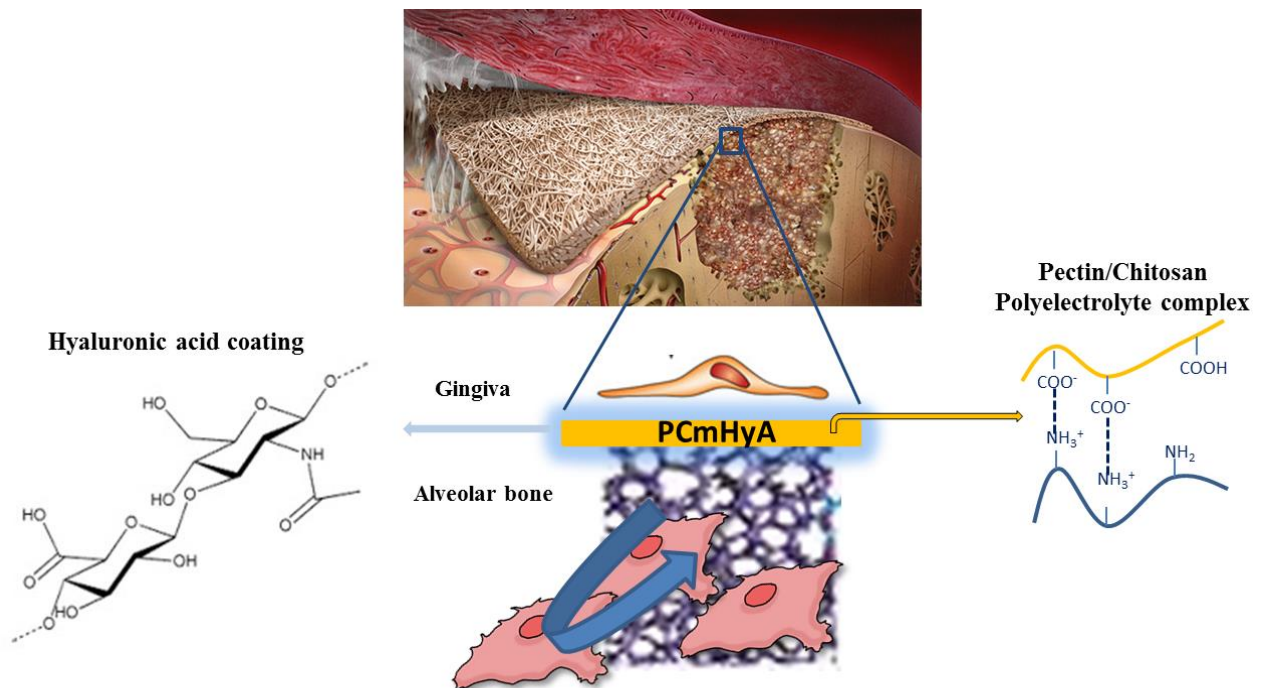 Pectin/Chitosan
Polyelectrolyte complex
Hyaluronic acid coating
Gingiva
PCmHyA
Alveolar bone
COO⁻
COO⁻
COOH
NH₃⁺
NH₃⁺
NH₂
O
HO
O
O
NH
HO
O
O
HO
O
O
O
OH
HO
O